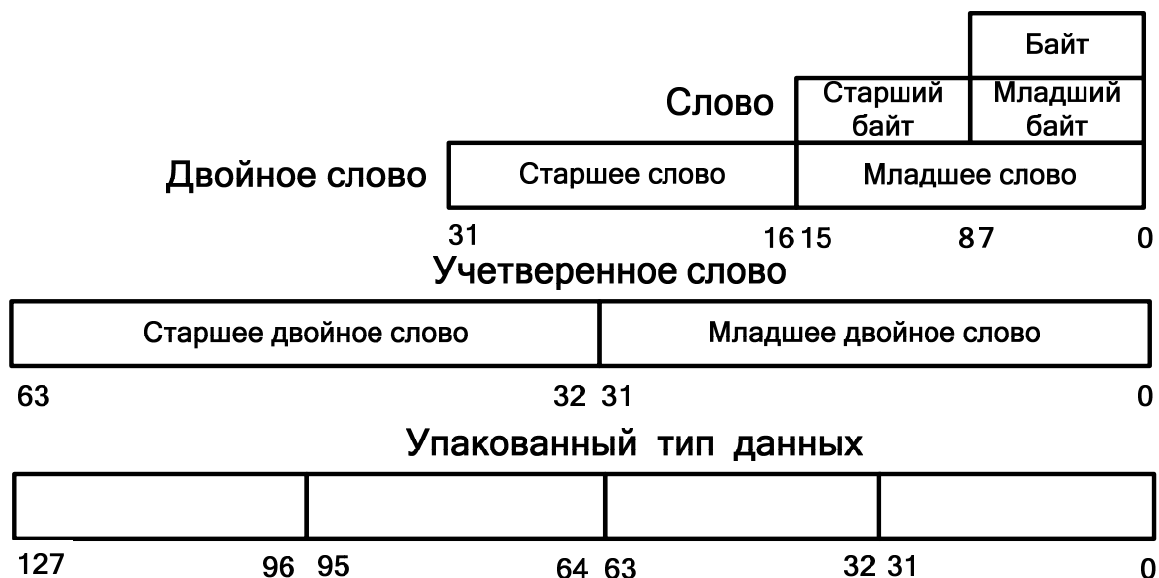 Байт
Слово
Старший байт
Младший байт
Двойное слово
Старшее слово
Младшее слово
31 16 15 8 7 0
Учетверенное слово
Старшее двойное слово
Младшее двойное слово
63 32 31 0
Упакованный тип данных
127 96 95 64 63 32 31 0